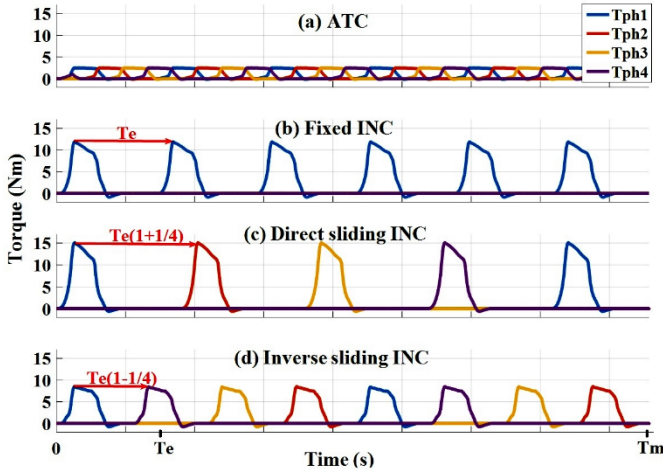 (a) ATC
Tph1
Tph2
Tph3
Tph4
15
10
5
0
(b) Fixed INC
Te
15
10
5
0
(c) Direct sliding INC
Te(1+1/4)
15
10
5
0
(d) Inverse sliding INC
Te(1-1/4)
15
10
5
0
Torque (Nm)
0
Te
Time (s)
Tm